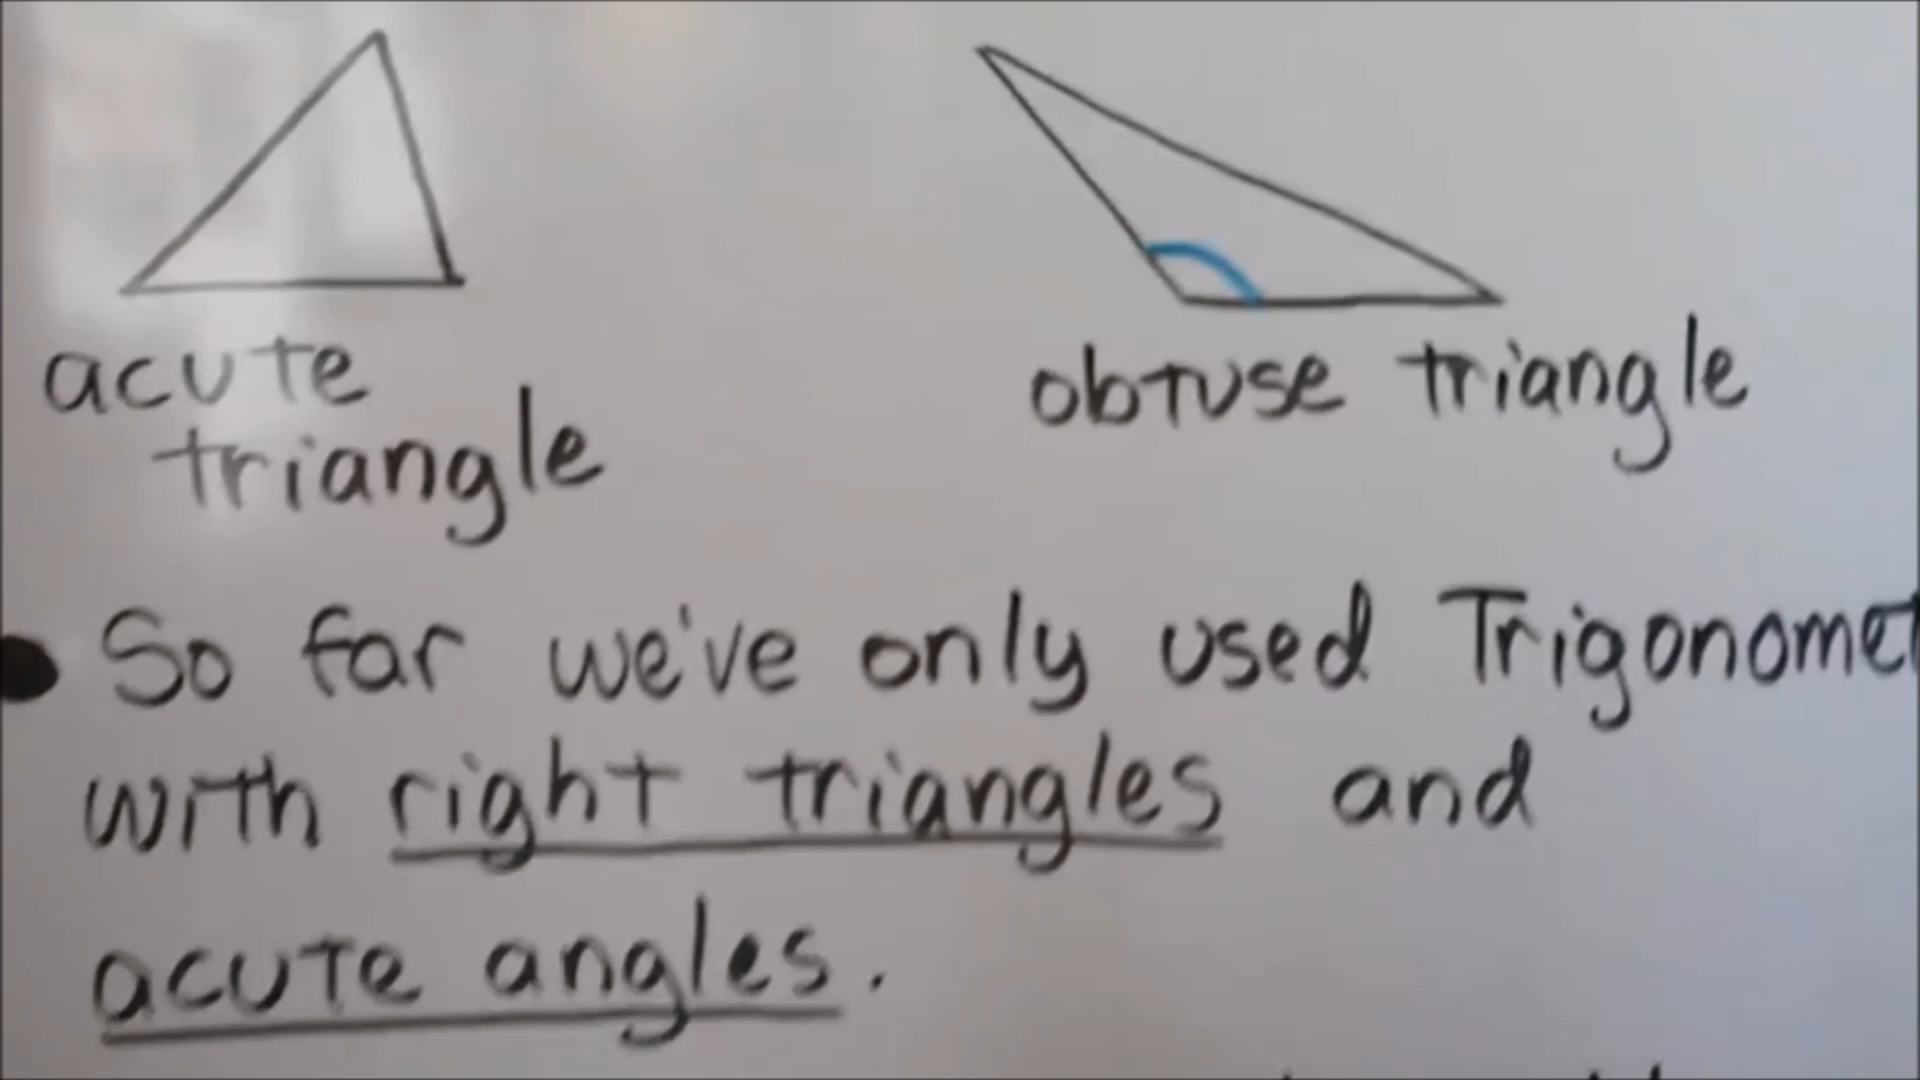 acute
triangle
obtuse triangle
So far we've only used Trigonomet
with right triangles and
acute angles.